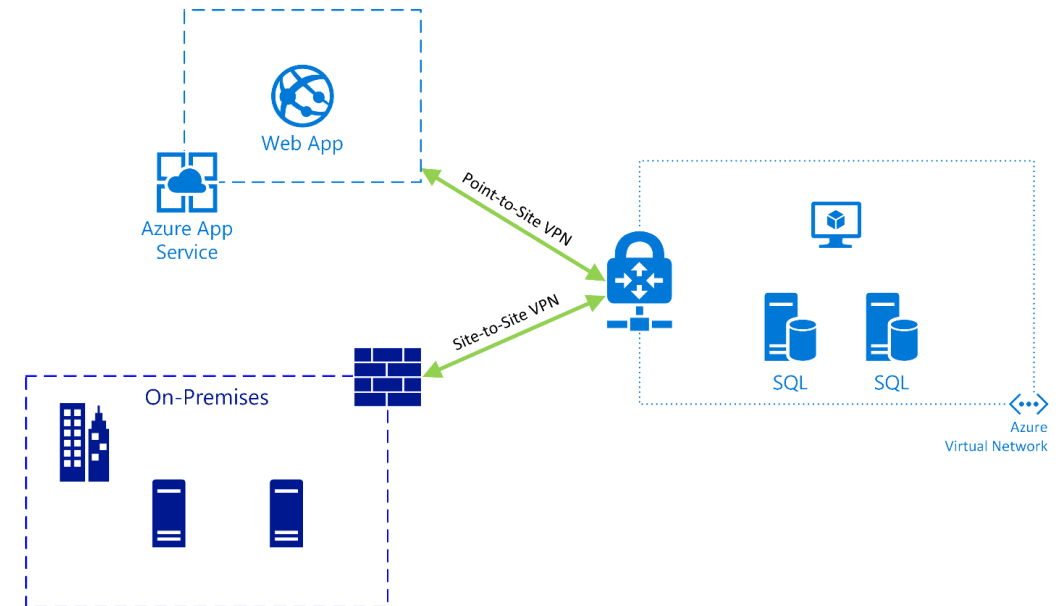 Web App
Azure App
Service
Point-to-Site VPN
Site-to-Site VPN
On-Premises
SQL
SQL
Azure
Virtual Network